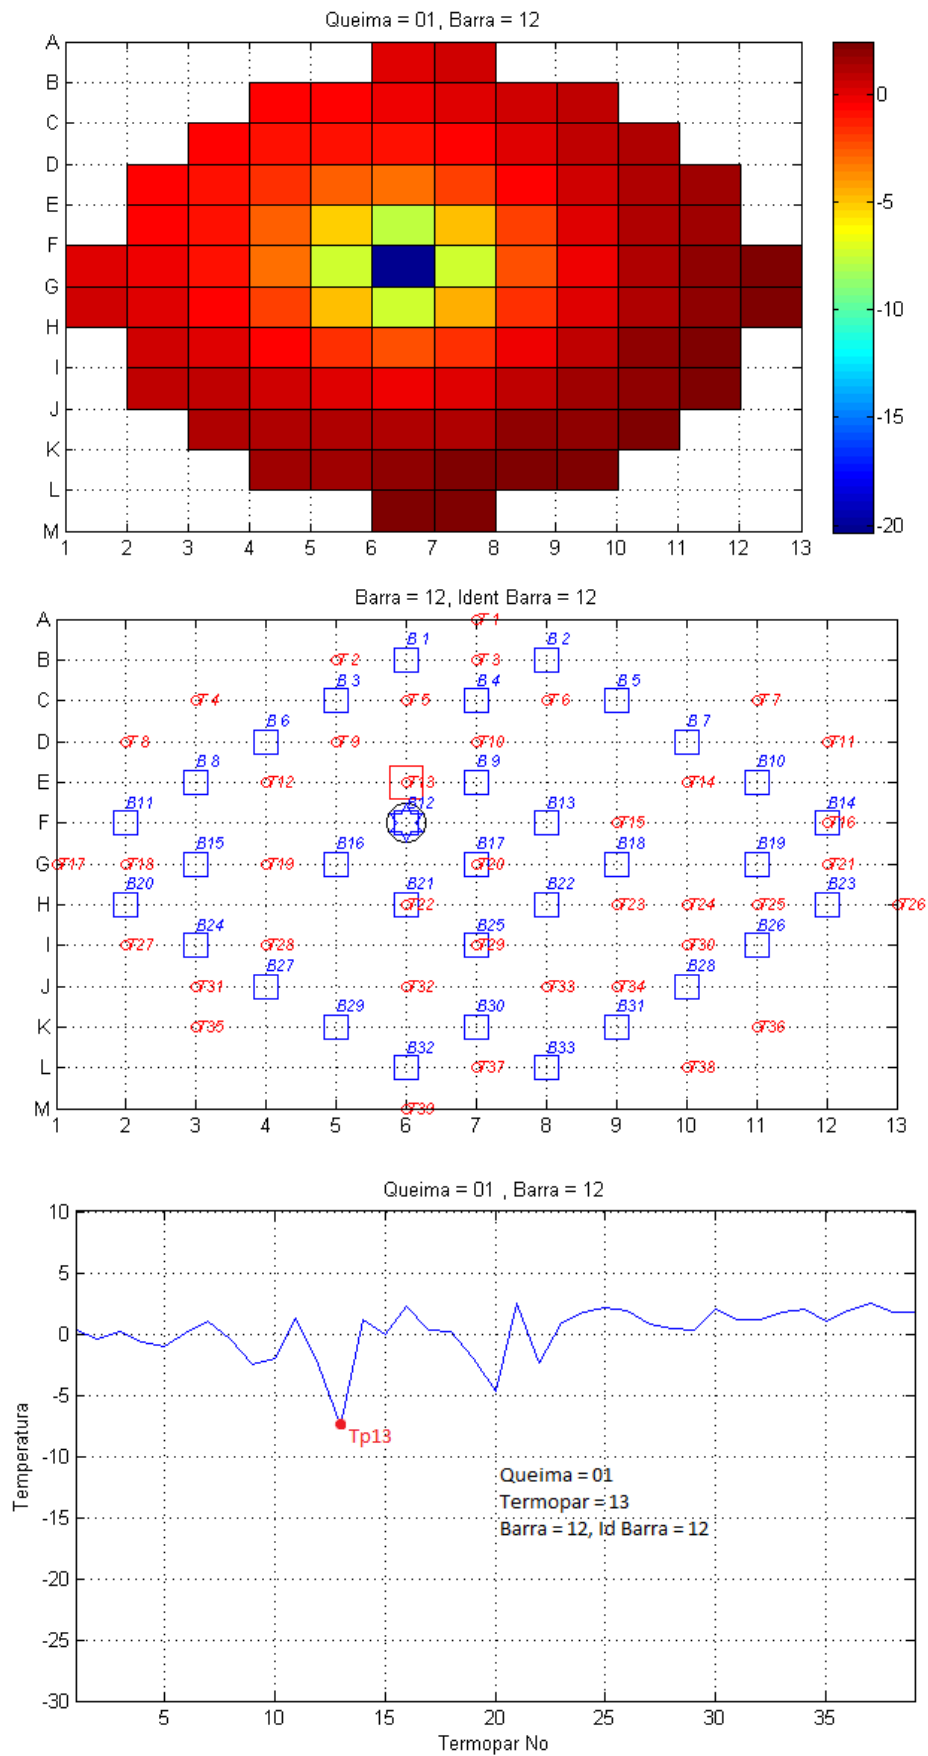 Queima = 01, Barra = 12
A
B
C
D
E
F
G
H
I
J
K
L
M
1 2 3 4 5 6 7 8 9 10 11 12 13
0
-5
-10
-15
-20
Barra = 12, Ident Barra = 12
A T1
B1 B2
B T2 T3
B3 B4 B5
C T4 T5 T6 T7
B6 B7
D T8 T9 T10 T11
B8 B9 B10
E T12 T13 T14
B11 B12 B13 B14
F T15 T16
B15 B16 B17 B18 B19
G T17 T18 T19 T20 T21
B20 B21 B22 B23
H T22 T23 T24 T25 T26
B24 B25 B26
I T27 T28 T29 T30
B27 B28
J T31 T32 T33 T34
B29 B30 B31
K T35 T36
B32 B33
L T37 T38
M T39
1 2 3 4 5 6 7 8 9 10 11 12 13
Queima = 01 , Barra = 12
10
5
0
-5
-10
-15
-20
-25
-30
Temperatura
Tp13
Queima = 01
Termopar = 13
Barra = 12, Id Barra = 12
5 10 15 20 25 30 35
Termopar No